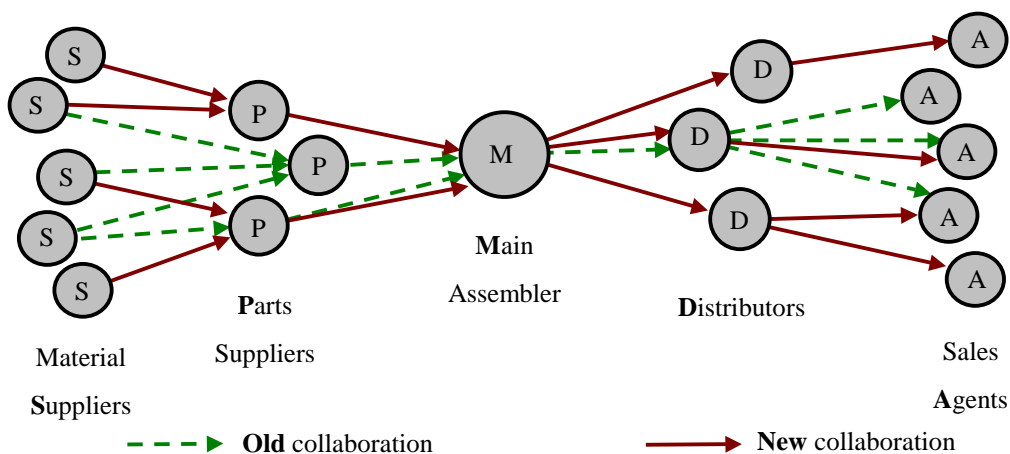 S
S
S
S
S
P
P
P
M
D
D
D
A
A
A
A
A
Main
Assembler
Parts
Suppliers
Distributors
Material
Suppliers
Sales
Agents
Old collaboration
New collaboration